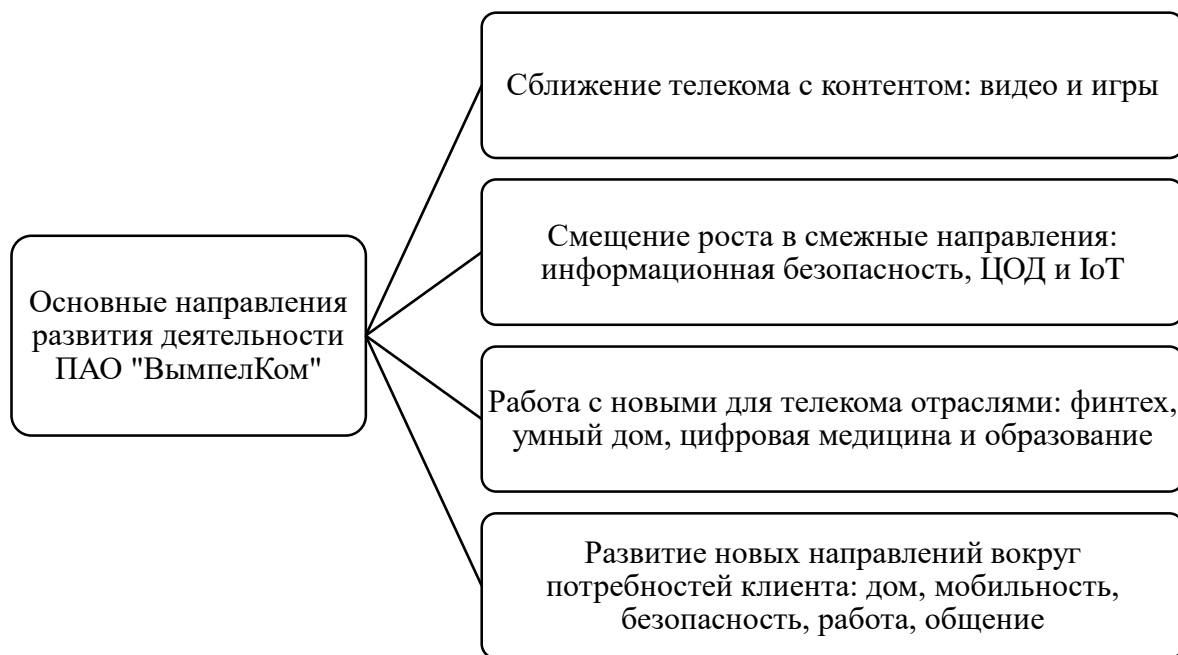 Основные направления
развития деятельности
ПАО "ВымпелКом"
Сближение телекома с контентом: видео и игры
Смещение роста в смежные направления:
информационная безопасность, ЦОД и IoT
Работа с новыми для телекома отраслями: финтех,
умный дом, цифровая медицина и образование
Развитие новых направлений вокруг
потребностей клиента: дом, мобильность,
безопасность, работа, общение